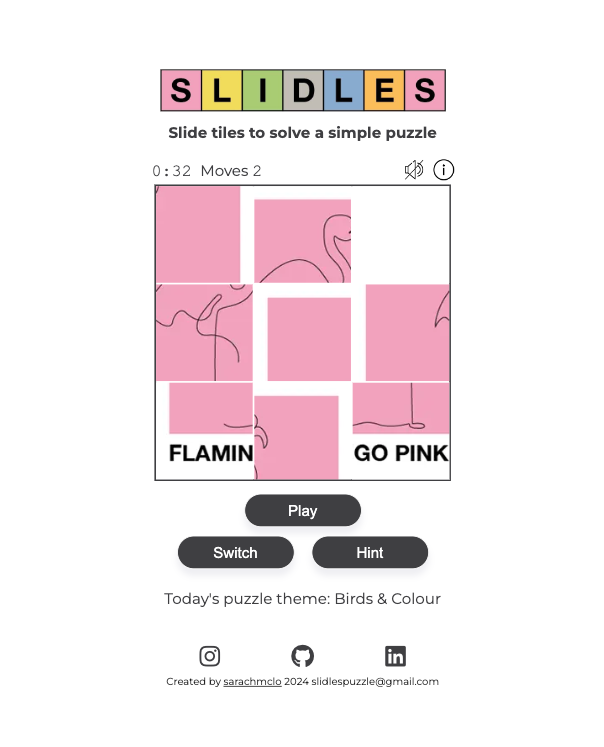 SLIDLES
Slide tiles to solve a simple puzzle
0:32 Moves 2
FLAMIN GO PINK
Play
Switch Hint
Today's puzzle theme: Birds & Colour
Created by sarachmclo 2024 slidlespuzzle@gmail.com